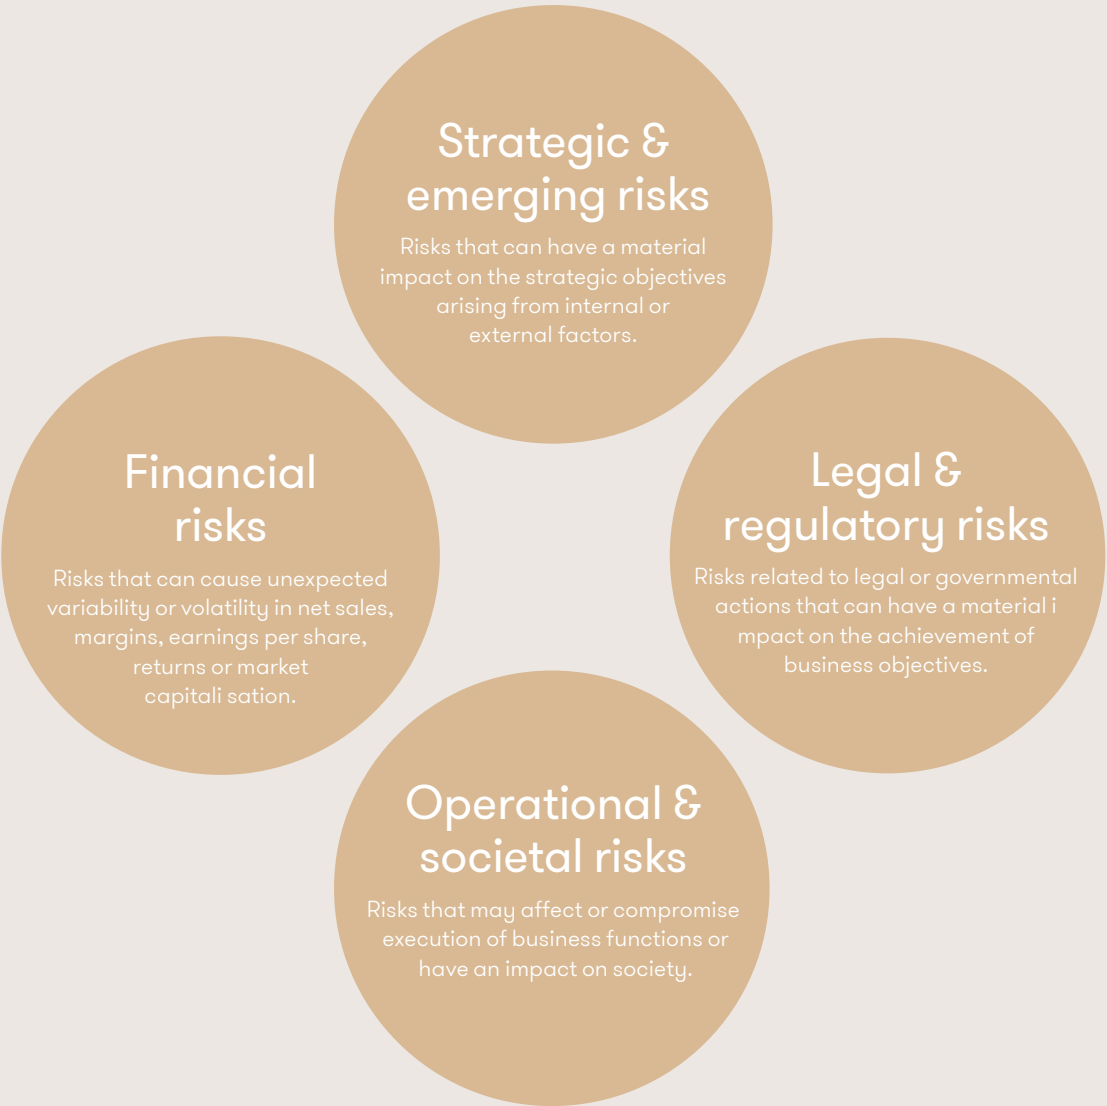 Strategic &
emerging risks
Risks that can have a material
impact on the strategic objectives
arising from internal or
external factors.
Financial
risks
Risks that can cause unexpected
variability or volatility in net sales,
margins, earnings per share,
returns or market
capitali sation.
Legal &
regulatory risks
Risks related to legal or governmental
actions that can have a material i
mpact on the achievement of
business objectives.
Operational &
societal risks
Risks that may affect or compromise
execution of business functions or
have an impact on society.